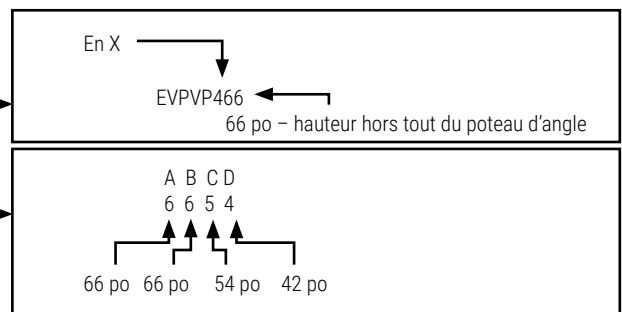 En X
EVPVP466
66 po – hauteur hors tout du poteau d'angle
A B C D
6 6 5 4
66 po 66 po 54 po 42 po